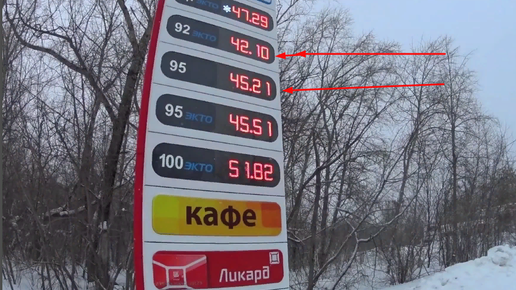 ЭКТО *47.29
92 ЭКТО 42.10
95 45.21
95 ЭКТО 45.51
100 ЭКТО 51.82
кафе
Ликард